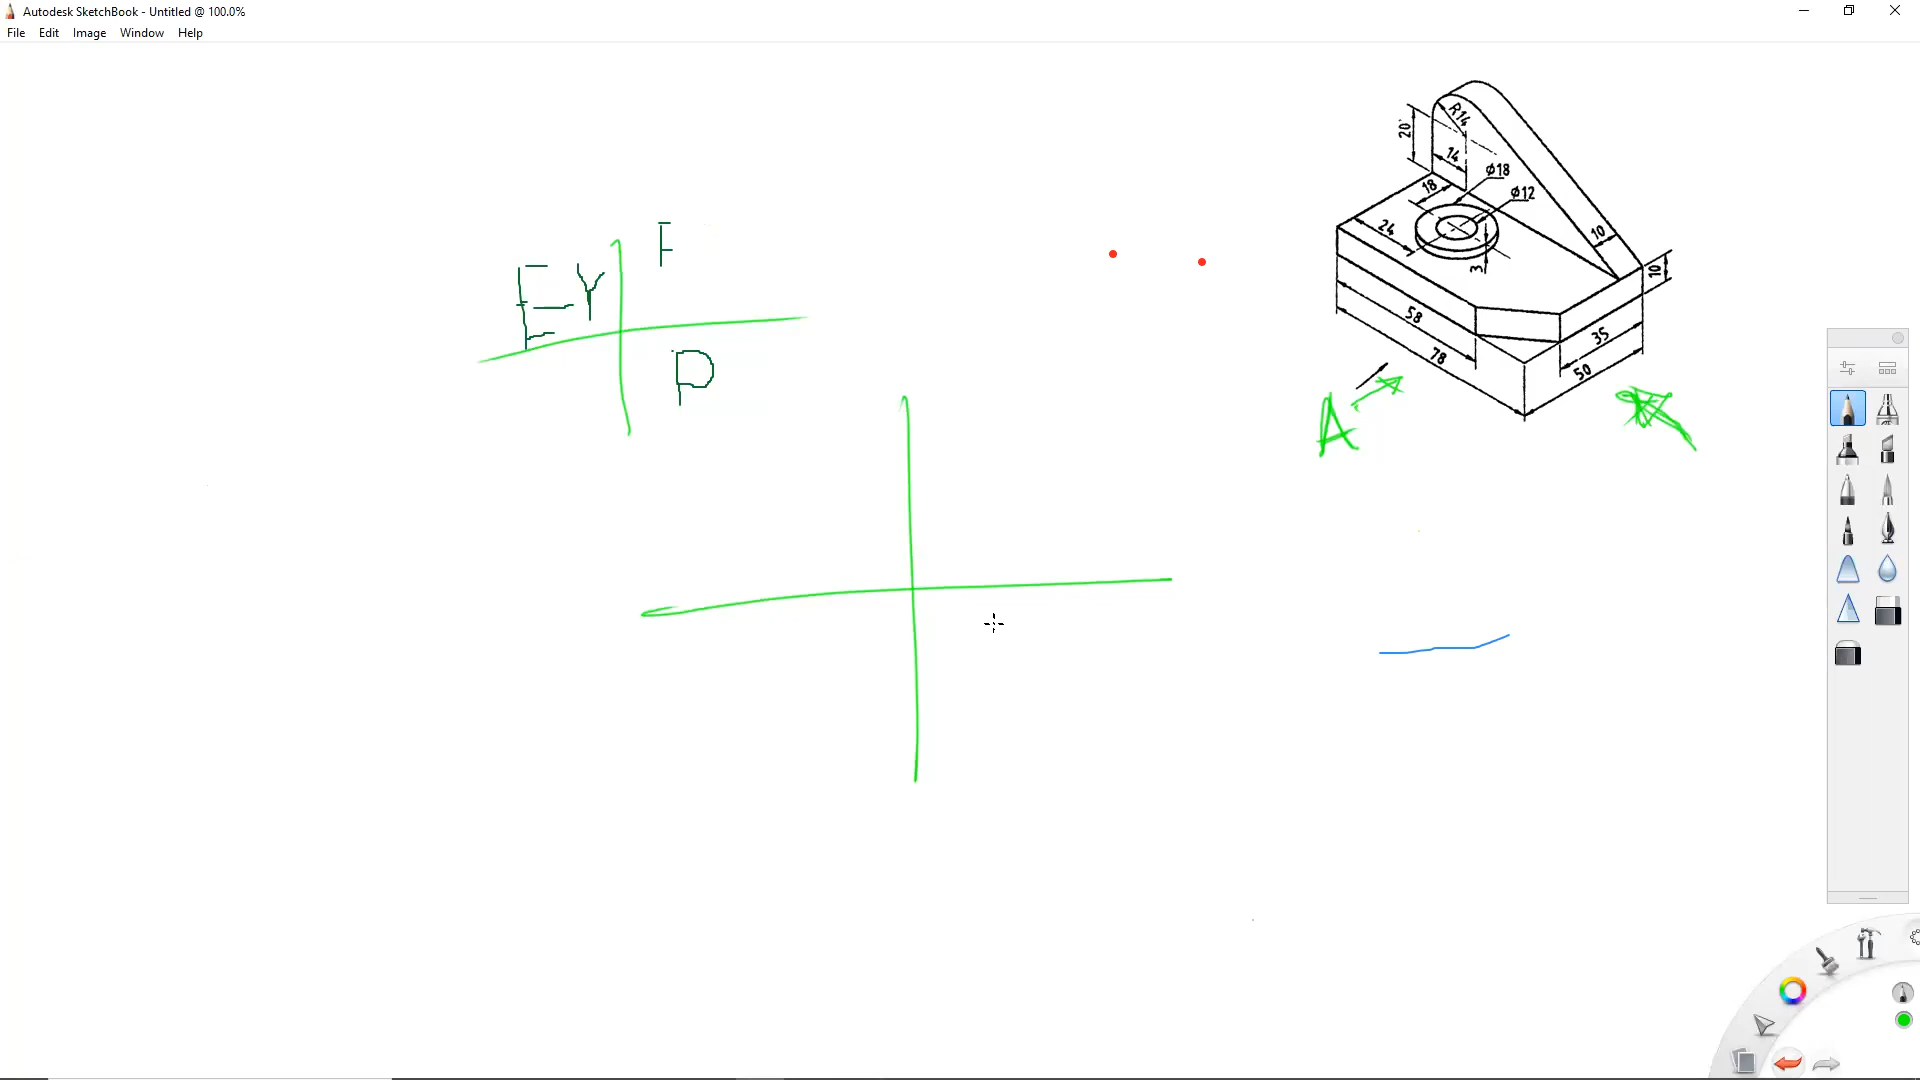 Autodesk SketchBook - Untitled @ 100.0%
File Edit Image Window Help
R14
20
14
Φ18
18
Φ12
24
10
3
10
58
35
78
50
F
EY
P
A